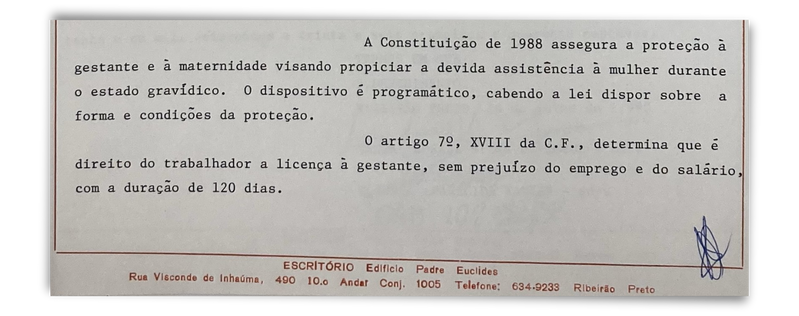 A Constituição de 1988 assegura a proteção à
gestante e à maternidade visando propiciar a devida assistência à mulher durante
o estado gravídico. O dispositivo é programático, cabendo a lei dispor sobre a
forma e condições da proteção.
O artigo 7º, XVIII da C.F., determina que é
direito do trabalhador a licença à gestante, sem prejuízo do emprego e do salário,
com a duração de 120 dias.
ESCRITÓRIO Edifício Padre Euclides
Rua Visconde de Inhaúma, 490 10.o Andar Conj. 1005 Telefone: 634-9233 Ribeirão Preto